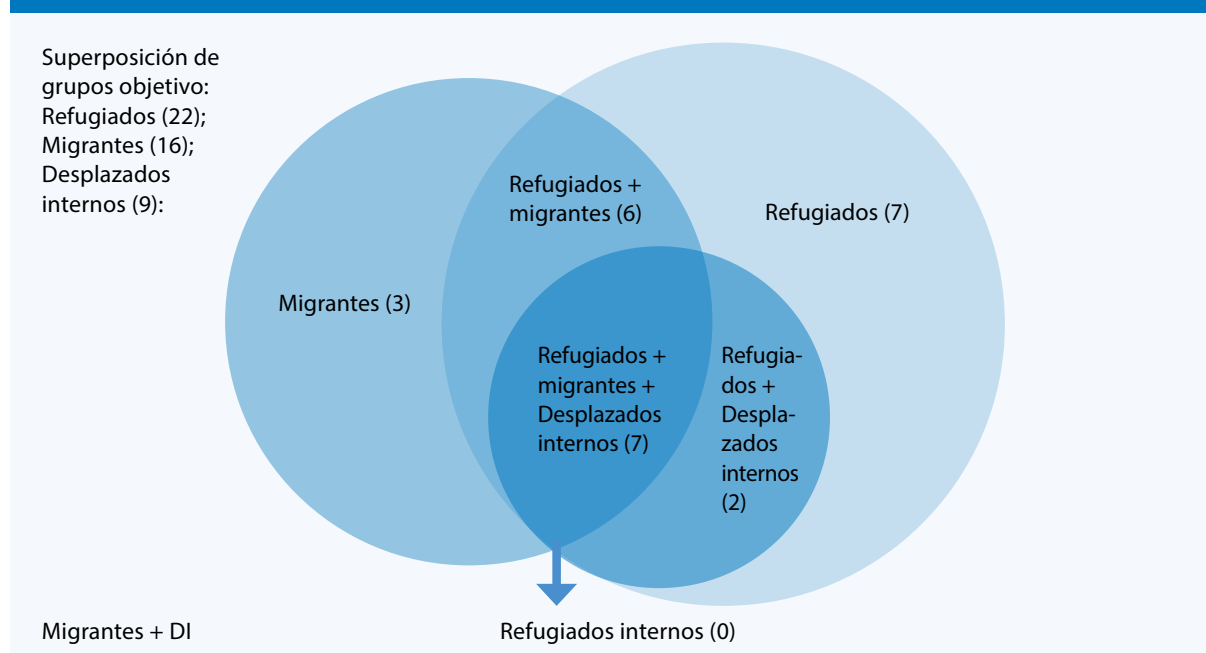 Superposición de
grupos objetivo:
Refugiados (22);
Migrantes (16);
Desplazados
internos (9):
Refugiados +
migrantes (6)
Refugiados (7)
Migrantes (3)
Refugiados +
migrantes +
Desplazados
internos (7)
Refugia-
dos +
Despla-
zados
internos
(2)
Migrantes + DI
Refugiados internos (0)